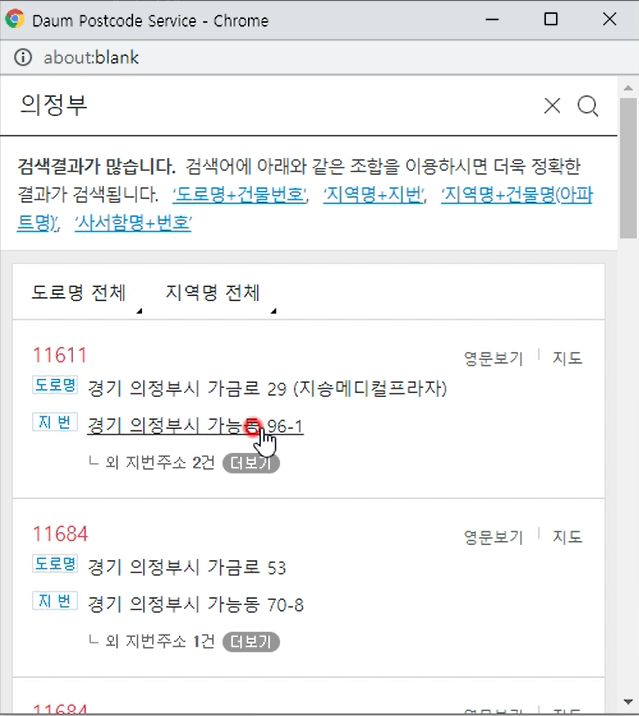 Daum Postcode Service - Chrome
about:blank
의정부
검색결과가 많습니다. 검색어에 아래와 같은 조합을 이용하시면 더욱 정확한
결과가 검색됩니다. '도로명+건물번호', '지역명+지번', '지역명+건물명(아파
트명)', '사서함명+번호'
도로명 전체 지역명 전체
11611 영문보기 지도
도로명 경기 의정부시 가금로 29 (지승메디컬프라자)
지 번 경기 의정부시 가능동 96-1
ㄴ 외 지번주소 2건 더보기
11684 영문보기 지도
도로명 경기 의정부시 가금로 53
지 번 경기 의정부시 가능동 70-8
ㄴ 외 지번주소 1건 더보기
11684 영문보기 지도